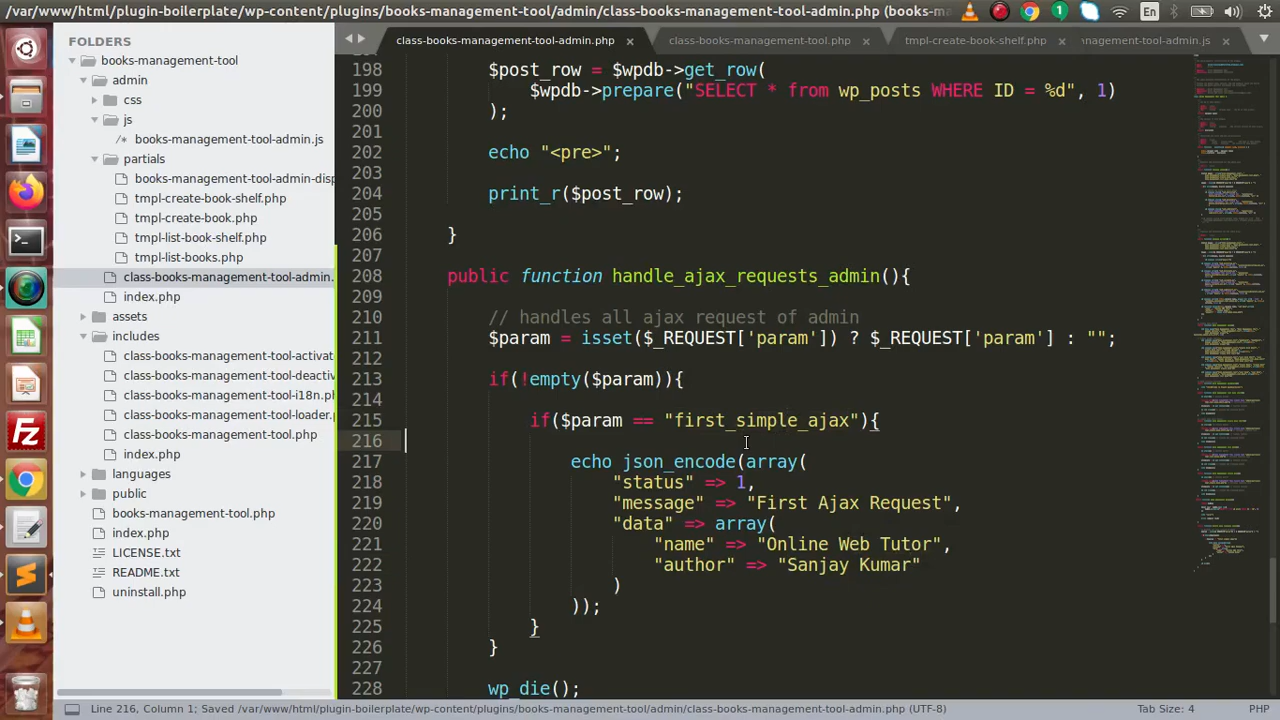 /var/www/html/plugin-boilerplate/wp-content/plugins/books-management-tool/admin/class-books-management-tool-admin.php (books-m
En
FOLDERS
books-management-tool
admin
css
js
books-management-tool-admin.js
partials
books-management-tool-admin-disp
tmpl-create-book-shelf.php
tmpl-create-book.php
tmpl-list-book-shelf.php
tmpl-list-books.php
class-books-management-tool-admin.
index.php
assets
includes
class-books-management-tool-activat
class-books-management-tool-deactiv
class-books-management-tool-i18n.ph
class-books-management-tool-loader.
class-books-management-tool.php
index.php
languages
public
books-management-tool.php
index.php
LICENSE.txt
README.txt
uninstall.php
class-books-management-tool-admin.php
class-books-management-tool.php
tmpl-create-book-shelf.php
nagement-tool-admin.js
198 $post_row = $wpdb->get_row(
199 $wpdb->prepare("SELECT * from wp_posts WHERE ID = %d", 1)
200 );
201
202 echo "<pre>";
203
204 print_r($post_row);
205
206 }
207
208 public function handle_ajax_requests_admin(){
209
210 // handles all ajax request of admin
211 $param = isset($_REQUEST['param']) ? $_REQUEST['param'] : "";
212
213 if(!empty($param)){
214
215 if($param == "first_simple_ajax"){
217 echo json_encode(array(
218 "status" => 1,
219 "message" => "First Ajax Request",
220 "data" => array(
221 "name" => "Online Web Tutor",
222 "author" => "Sanjay Kumar"
223 )
224 ));
225 }
226 }
227
228 wp_die();
Line 216, Column 1; Saved /var/www/html/plugin-boilerplate/wp-content/plugins/books-management-tool/admin/class-books-management-tool-admin.php (UTF-8)
Tab Size: 4
PHP